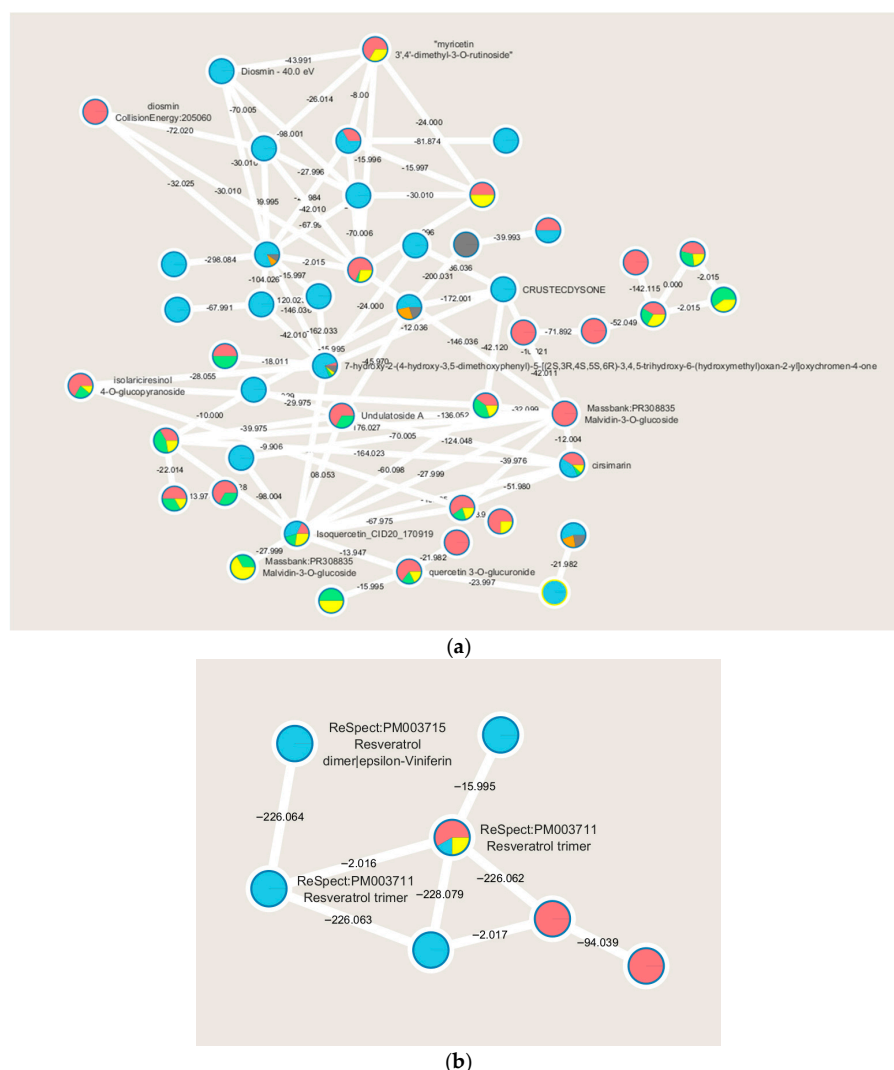 "myricetin
3',4'-dimethyl-3-O-rutinoside"
-43.991
Diosmin - 40.0 eV
-8.00
-26.014
-70.005
diosmin
CollisionEnergy:205060
-24.000
-72.020
-98.001
-81.874
-15.996
-15.997
-30.010
-27.996
-32.025
-30.010
-30.010
-42.010
-70.006
-39.993
-298.084
-2.015
-104.026
-15.997
-200.031
-142.115
0.000
-2.015
-172.001
CRUSTECDYSONE
-146.036
-24.000
-67.991
-2.015
-12.036
-52.049
-71.892
-42.010
-162.033
-146.036
-42.120
-18.011
7-hydroxy-2-(4-hydroxy-3,5-dimethoxyphenyl)-5-[(2S,3R,4S,5S,6R)-3,4,5-trihydroxy-6-(hydroxymethyl)oxan-2-yl]oxychromen-4-one
-28.055
-42.011
isolariciresinol
4-O-glucopyranoside
-29.975
-32.099
Massbank:PR308835
Malvidin-3-O-glucoside
-10.000
Undulatoside A
-136.052
-39.975
-70.005
-124.048
-12.004
-9.906
-164.023
-39.976
cirsimarin
-22.014
-60.098
-27.999
-51.980
-98.004
-67.975
Isoquercetin_CID20_170919
-27.999
-13.947
-21.982
Massbank:PR308835
Malvidin-3-O-glucoside
quercetin 3-O-glucuronide
-21.982
-15.995
-23.997
(a)
ReSpect:PM003715
Resveratrol
dimer|epsilon-Viniferin
−15.995
−226.064
ReSpect:PM003711
Resveratrol trimer
−2.016
−226.062
ReSpect:PM003711
Resveratrol trimer
−228.079
−226.063
−2.017
−94.039
(b)